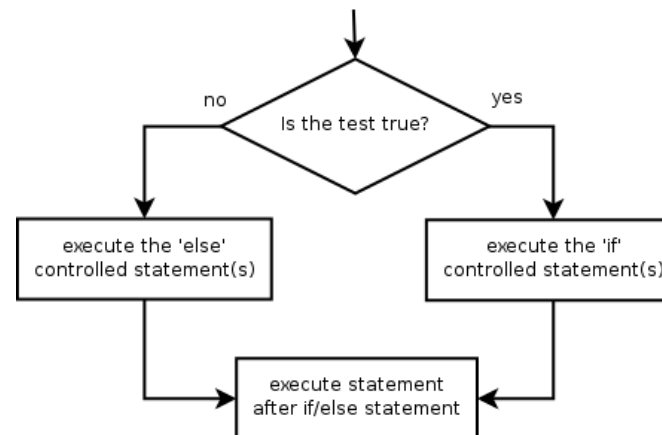 no
yes
Is the test true?
execute the 'else'
controlled statement(s)
execute the 'if'
controlled statement(s)
execute statement
after if/else statement